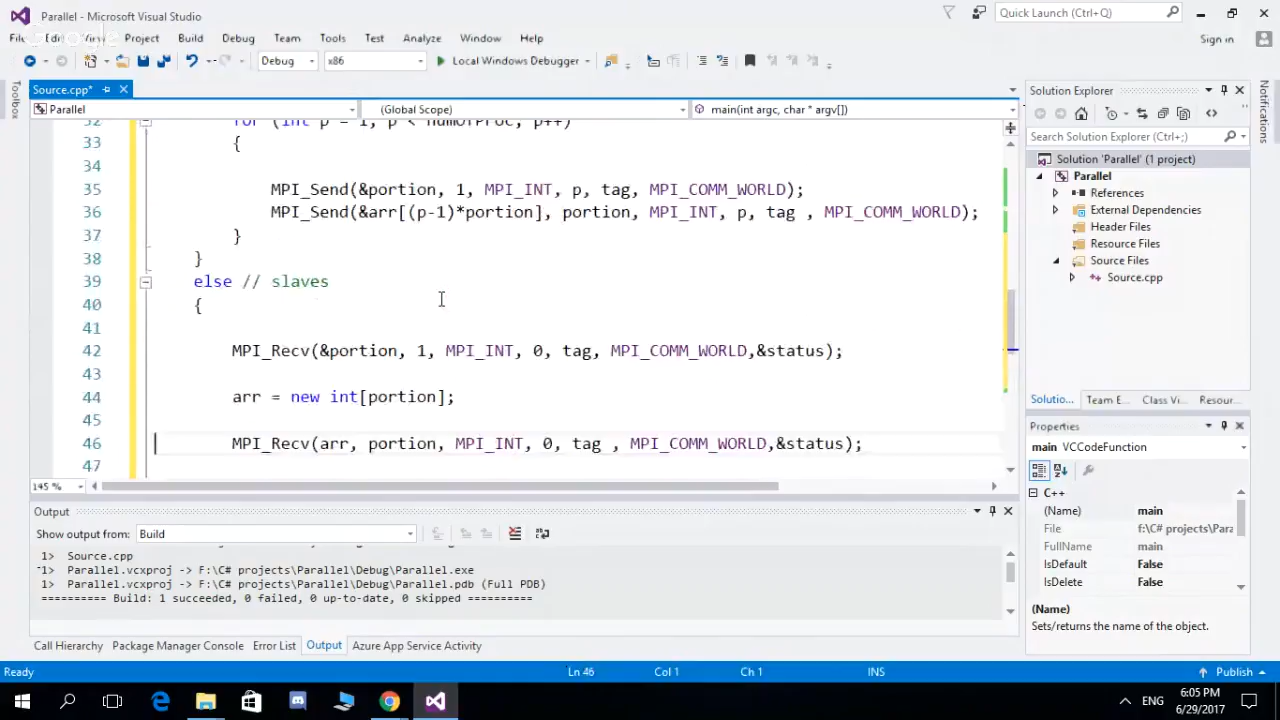 Parallel - Microsoft Visual Studio
Quick Launch (Ctrl+Q)
Project Build Debug Team Tools Test Analyze Window Help
Sign in
Debug x86 Local Windows Debugger
Toolbox
Source.cpp*
Parallel (Global Scope) main(int argc, char * argv[])
33 {
34
35 MPI_Send(&portion, 1, MPI_INT, p, tag, MPI_COMM_WORLD);
36 MPI_Send(&arr[(p-1)*portion], portion, MPI_INT, p, tag , MPI_COMM_WORLD);
37 }
38 }
39 else // slaves
40 {
41
42 MPI_Recv(&portion, 1, MPI_INT, 0, tag, MPI_COMM_WORLD,&status);
43
44 arr = new int[portion];
45
46 MPI_Recv(arr, portion, MPI_INT, 0, tag , MPI_COMM_WORLD,&status);
47
145 %
Solution Explorer
Search Solution Explorer (Ctrl+;)
Solution 'Parallel' (1 project)
Parallel
References
External Dependencies
Header Files
Resource Files
Source Files
Source.cpp
Solutio... Team E... Class Vi... Resour...
Notifications
Properties
main VCCodeFunction
C++
(Name) main
File f:\C# projects\Para
FullName main
IsDefault False
IsDelete False
(Name)
Sets/returns the name of the object.
Output
Show output from: Build
1> Source.cpp
1> Parallel.vcxproj -> F:\C# projects\Parallel\Debug\Parallel.exe
1> Parallel.vcxproj -> F:\C# projects\Parallel\Debug\Parallel.pdb (Full PDB)
========== Build: 1 succeeded, 0 failed, 0 up-to-date, 0 skipped ==========
Call Hierarchy Package Manager Console Error List Output Azure App Service Activity
Ready Ln 46 Col 1 Ch 1 INS Publish
ENG
6:05 PM
6/29/2017